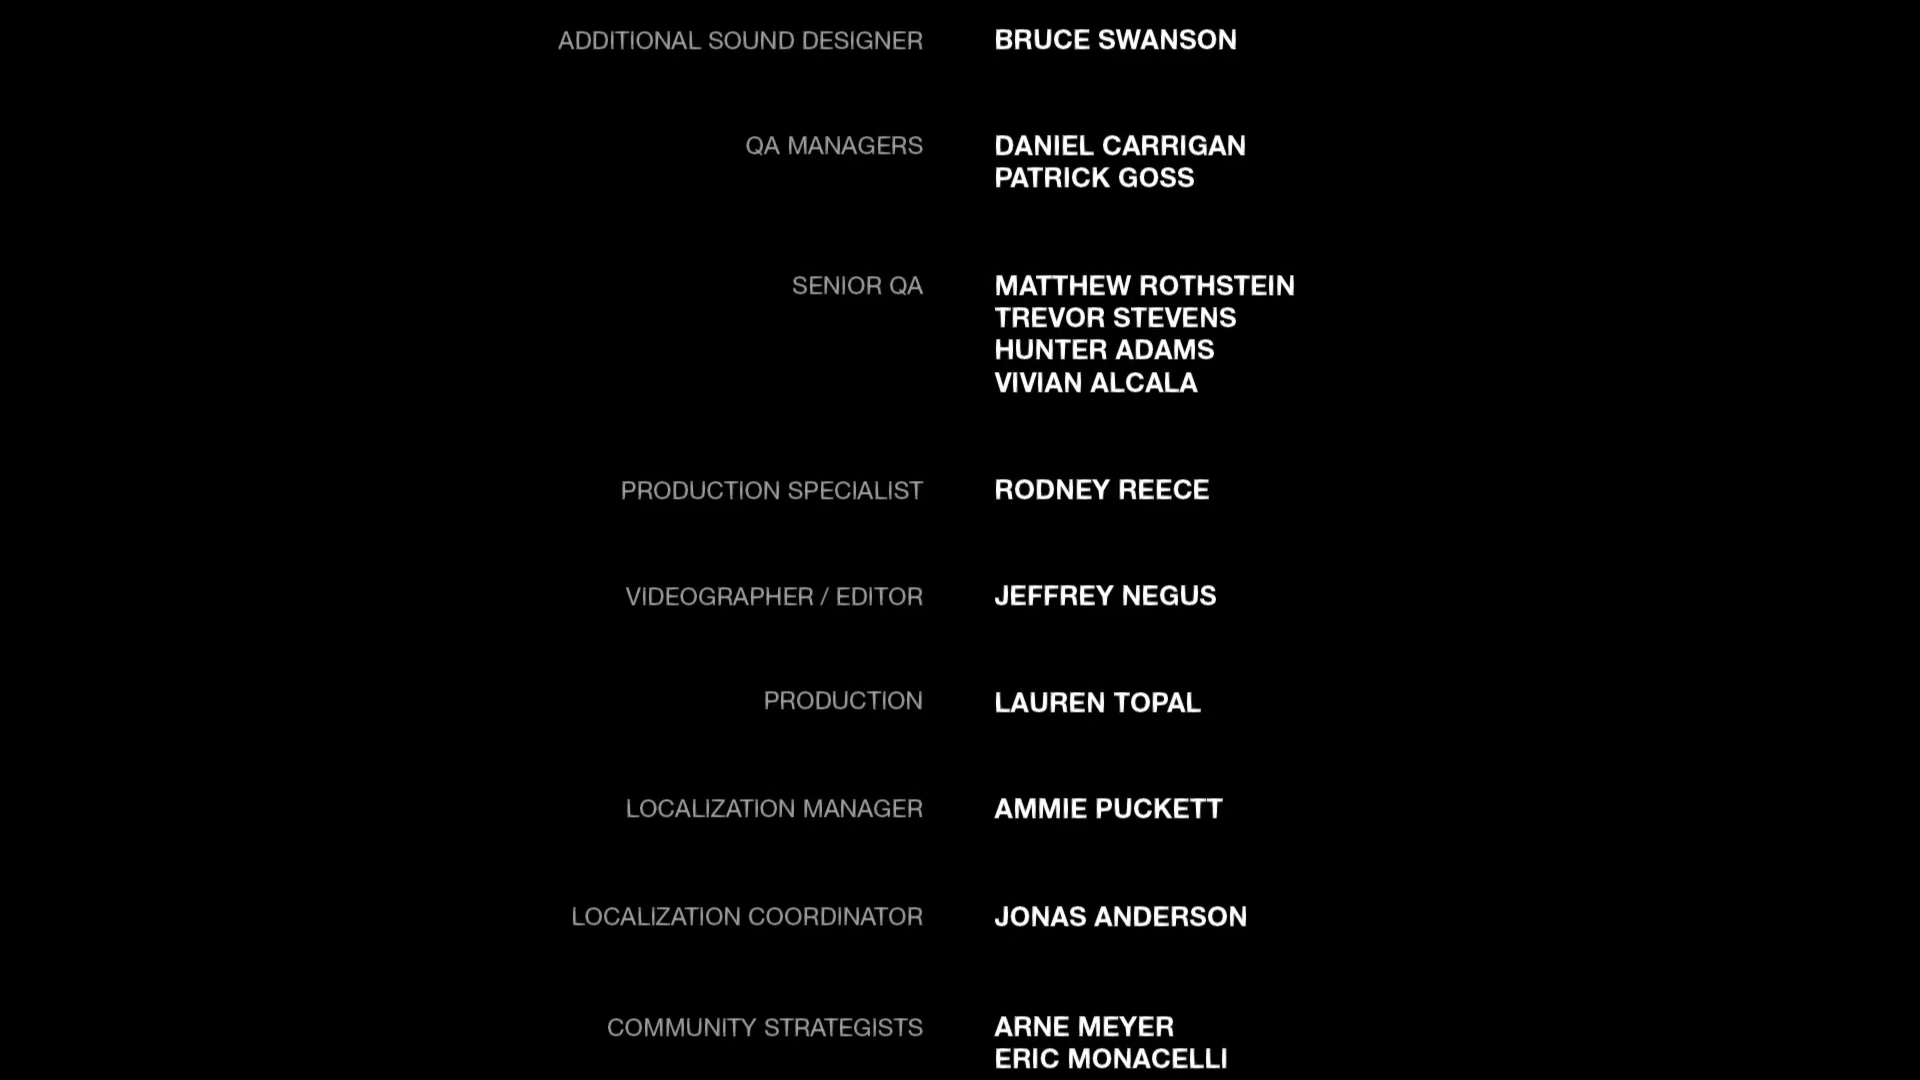 ADDITIONAL SOUND DESIGNER BRUCE SWANSON
QA MANAGERS DANIEL CARRIGAN
PATRICK GOSS
SENIOR QA MATTHEW ROTHSTEIN
TREVOR STEVENS
HUNTER ADAMS
VIVIAN ALCALA
PRODUCTION SPECIALIST RODNEY REECE
VIDEOGRAPHER / EDITOR JEFFREY NEGUS
PRODUCTION LAUREN TOPAL
LOCALIZATION MANAGER AMMIE PUCKETT
LOCALIZATION COORDINATOR JONAS ANDERSON
COMMUNITY STRATEGISTS ARNE MEYER
ERIC MONACELLI